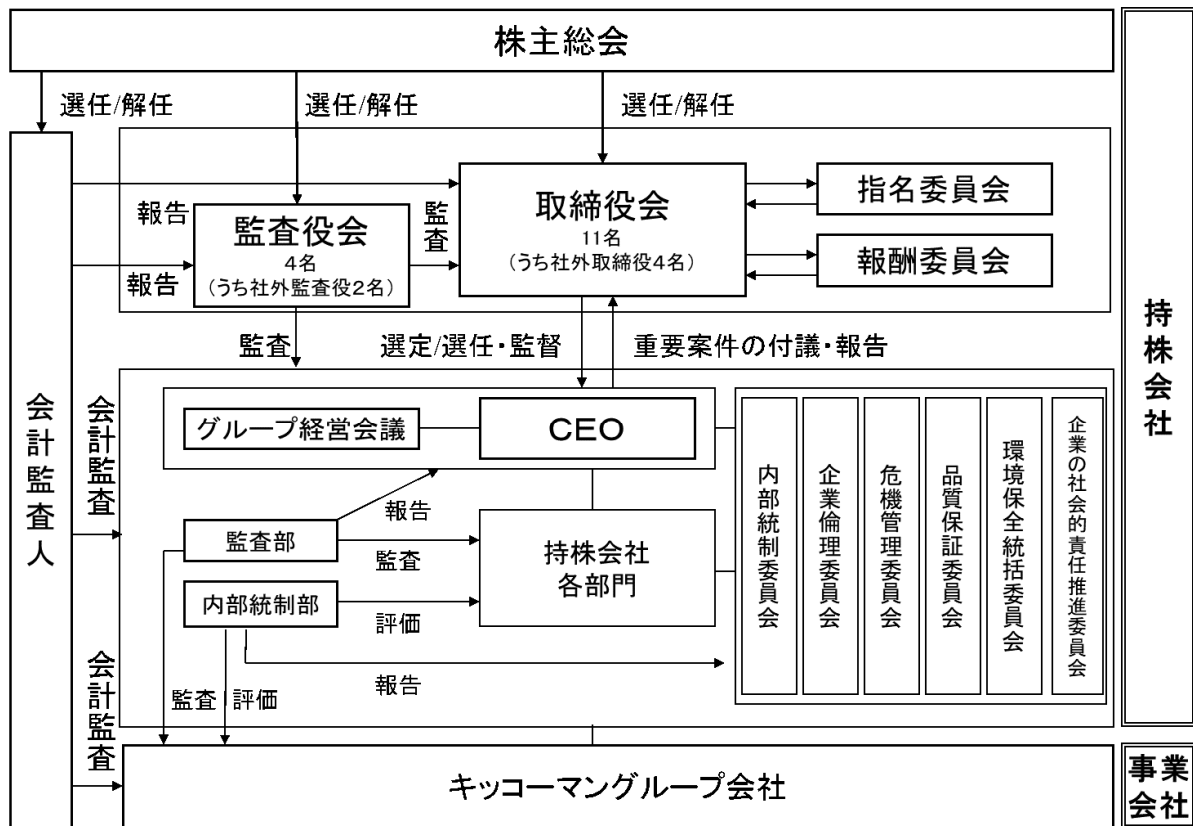 株主総会
選任/解任
選任/解任
選任/解任
持株会社
会計監査人
報告
報告
監査役会
4名
（うち社外監査役2名）
監査
取締役会
11名
（うち社外取締役4名）
指名委員会
報酬委員会
監査
選定/選任・監督
重要案件の付議・報告
会計監査
グループ経営会議
CEO
報告
監査部
監査
内部統制部
評価
持株会社
各部門
報告
内部統制委員会
企業倫理委員会
危機管理委員会
品質保証委員会
環境保全統括委員会
企業の社会的責任推進委員会
会計監査
監査
評価
キッコーマングループ会社
事業
会社